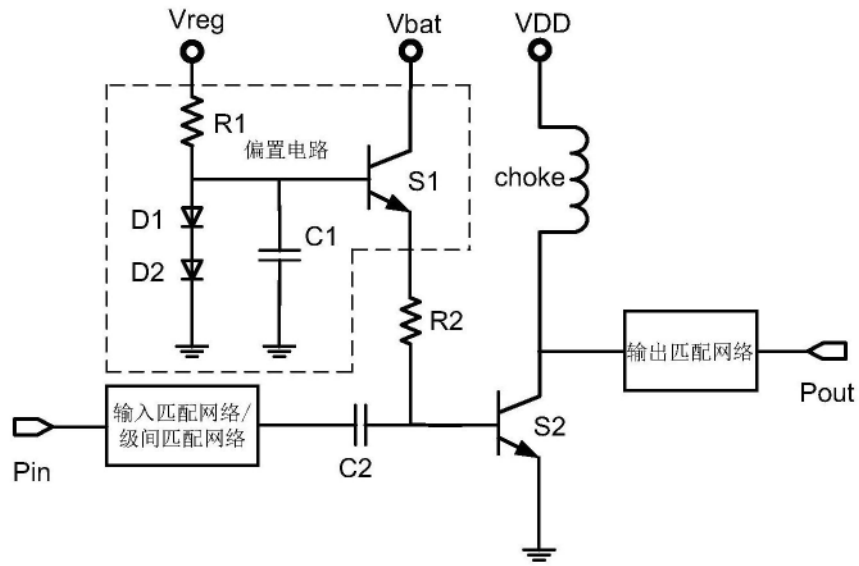 Vreg
Vbat
VDD
R1
偏置电路
S1
choke
D1
C1
D2
R2
输出匹配网络
Pout
输入匹配网络/
级间匹配网络
S2
Pin
C2